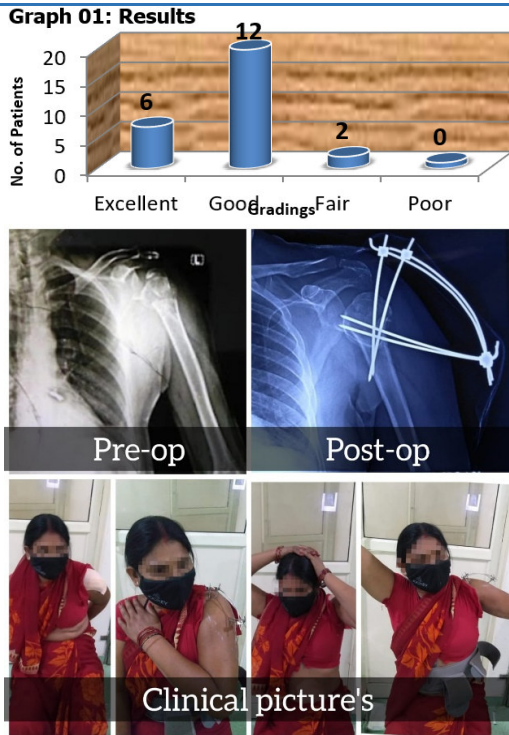 Graph 01: Results
No. of Patients
20
15
10
5
0
6
12
2
0
Excellent Good Fair Poor
Gradings
L
Pre-op
Post-op
Clinical picture's